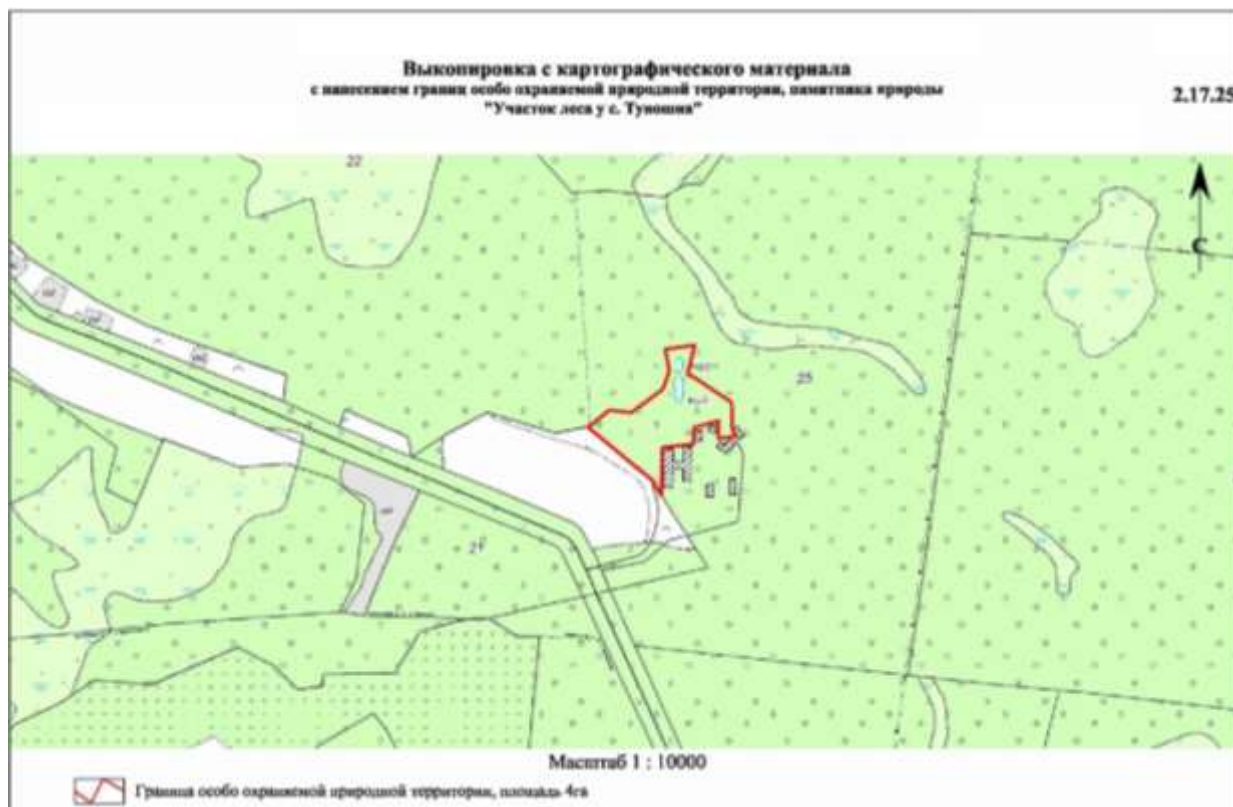 Выкопировка с картографического материала
с нанесением границ особо охраняемой природной территории, памятника природы
"Участок леса у с. Туношна"
2.17.25
22
С
25
27
Масштаб 1 : 10000
Граница особо охраняемой природной территории, площадь 4га